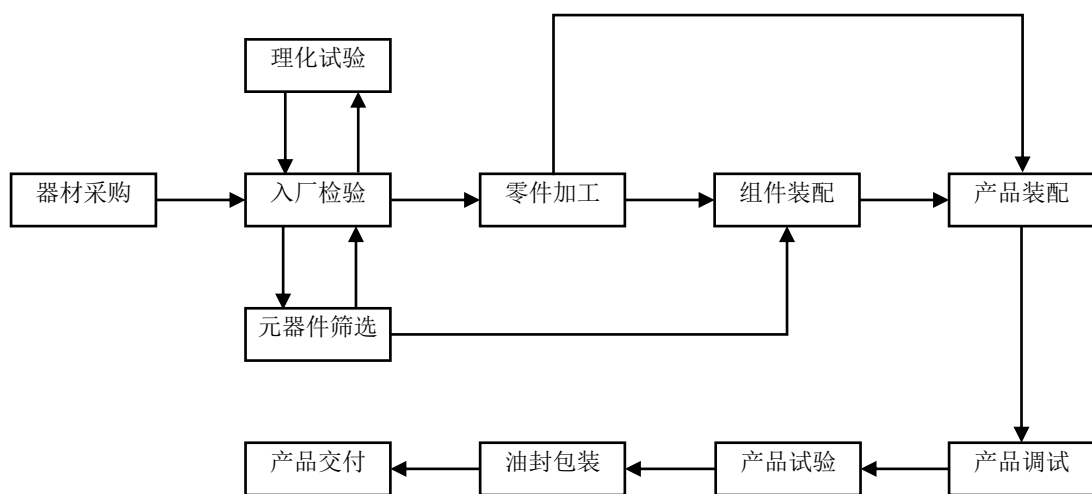 理化试验
器材采购
入厂检验
零件加工
组件装配
产品装配
元器件筛选
产品交付
油封包装
产品试验
产品调试